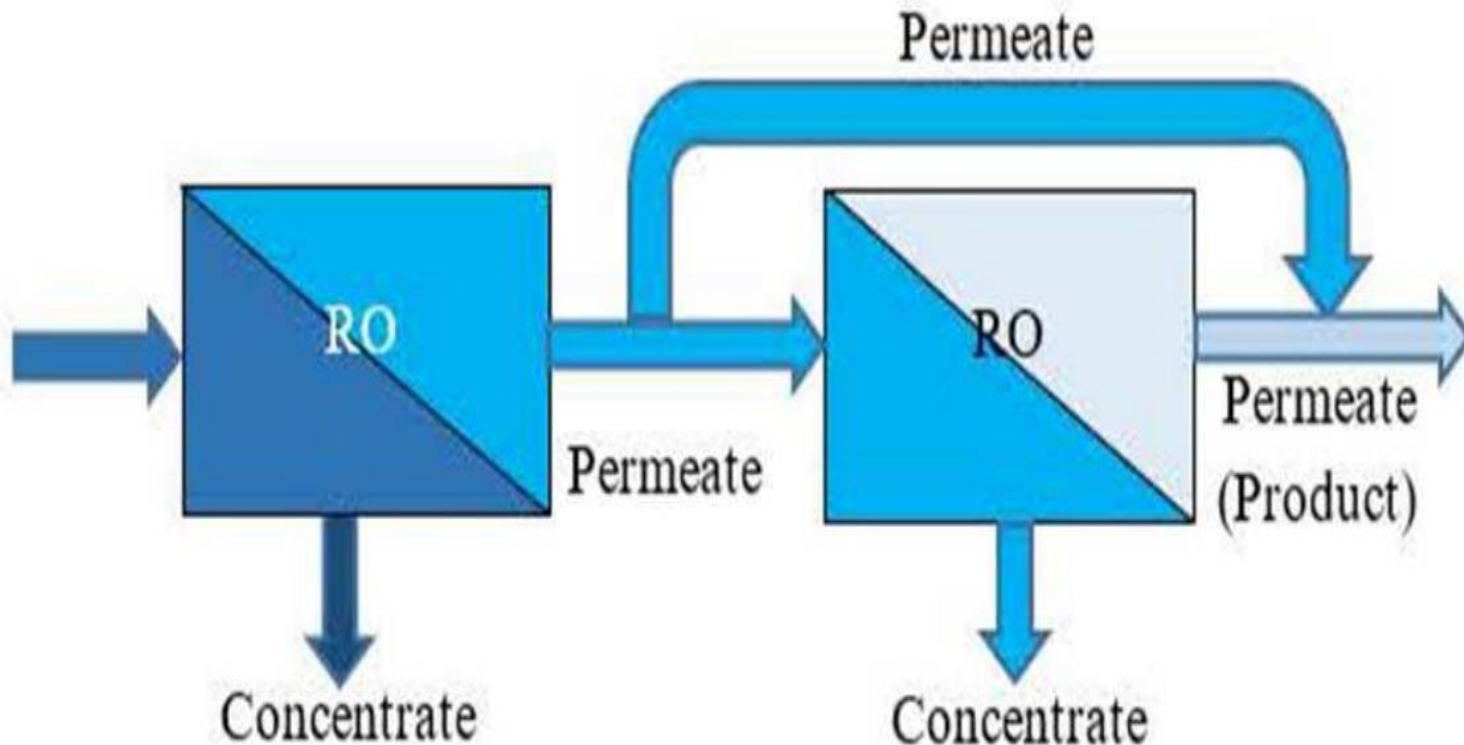 Permeate
RO
RO
Permeate
Permeate
(Product)
Concentrate
Concentrate